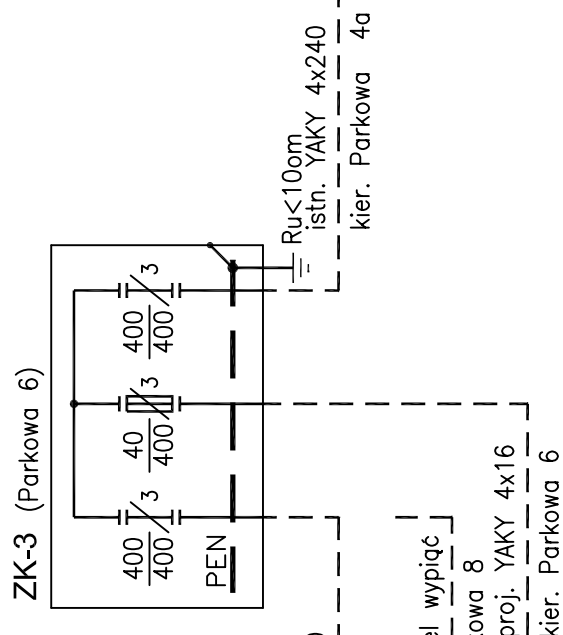 ZK-3 (Parkowa 6)
400
400
3
40
400
3
400
400
3
PEN
Ru<10om
istn. YAKY 4x240
kier. Parkowa 4a
wypiąć
8
proj. YAKY 4x16
kier. Parkowa 6